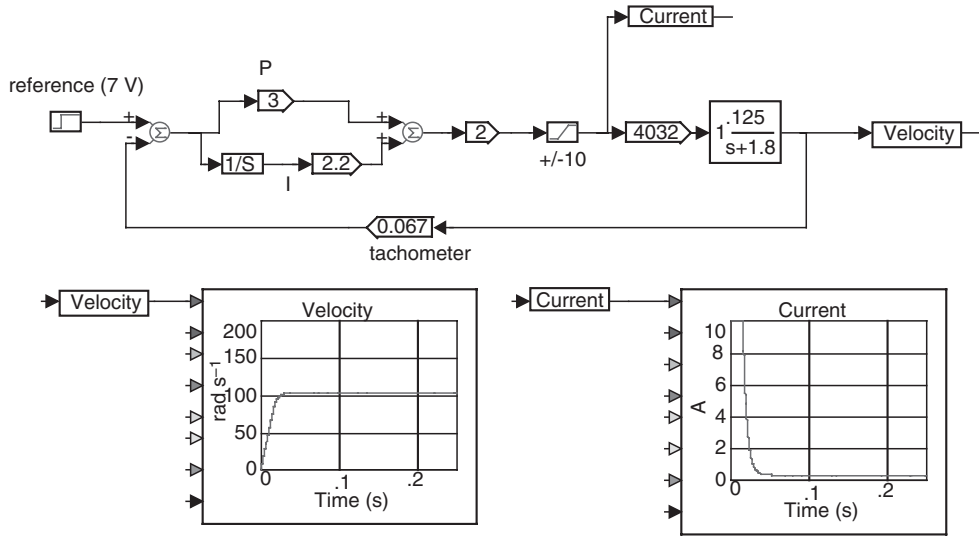 Current
reference (7 V)
P
+
-
Σ
3
1/S
I
2.2
+
+
Σ
2
+/-10
4032
1 .125
s+1.8
Velocity
0.067
tachometer
Velocity
Velocity
rad s⁻¹
200
150
100
50
0
0 .1 .2
Time (s)
Current
Current
A
10
8
6
4
2
0
0 .1 .2
Time (s)